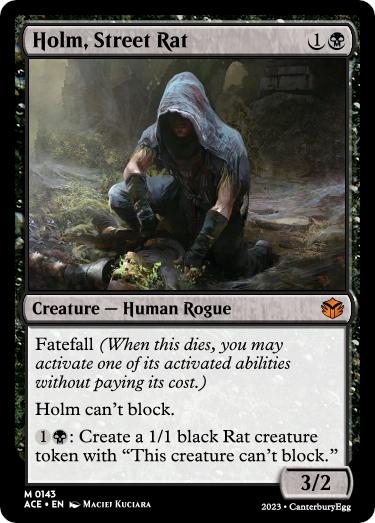 Holm, Street Rat 1
Creature — Human Rogue
Fatefall (When this dies, you may
activate one of its activated abilities
without paying its cost.)
Holm can't block.
1 : Create a 1/1 black Rat creature
token with “This creature can't block.”
3/2
M 0143
ACE • EN Maciej Kuciara
2023 • CanterburyEgg